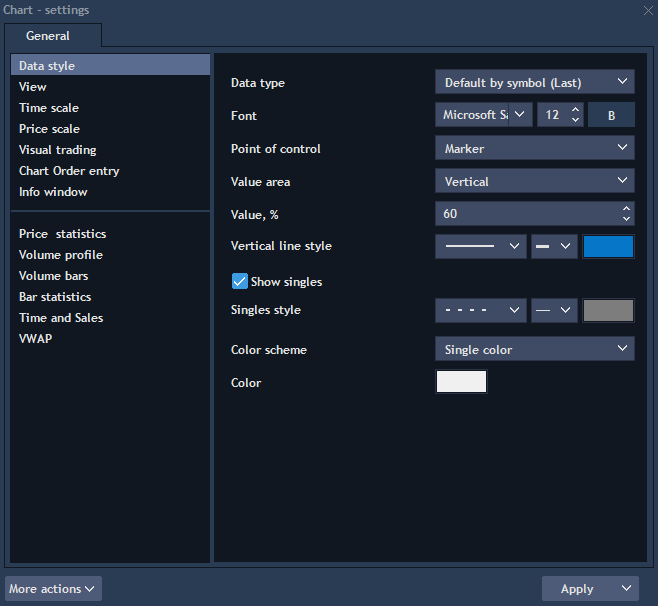 Chart - settings
General
Data style
View
Time scale
Price scale
Visual trading
Chart Order entry
Info window
Price statistics
Volume profile
Volume bars
Bar statistics
Time and Sales
VWAP
Data type Default by symbol (Last)
Font Microsoft Sa 12 B
Point of control Marker
Value area Vertical
Value, % 60
Vertical line style
Show singles
Singles style
Color scheme Single color
Color
More actions Apply